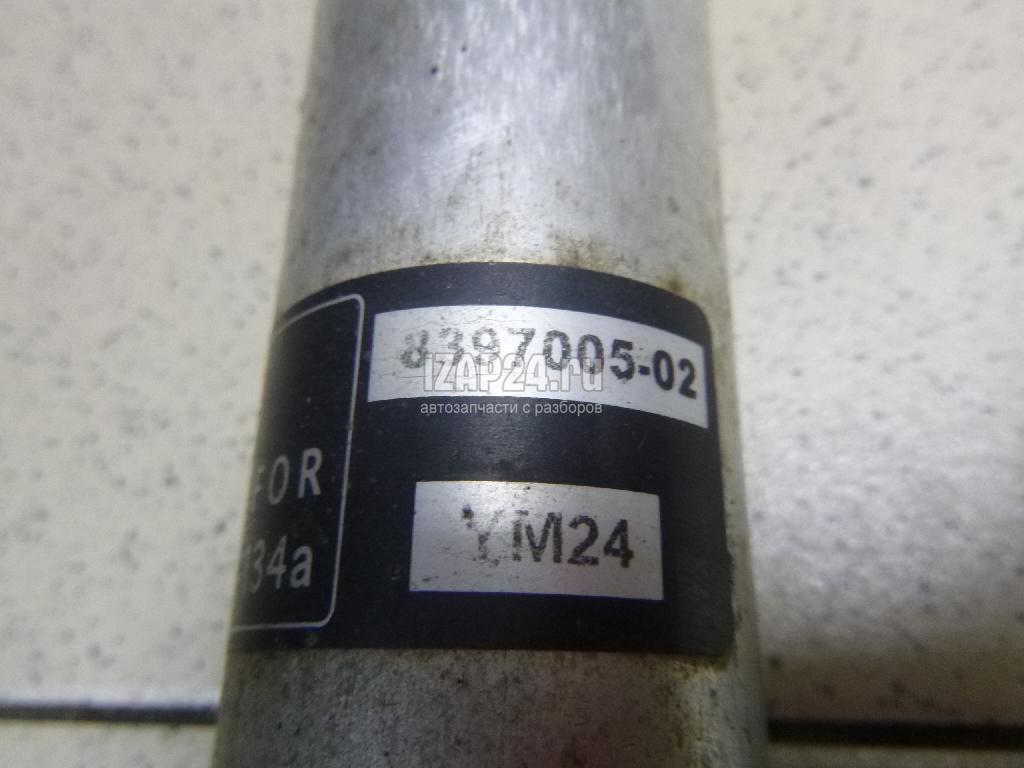 8397005-02
IZAP24.ru
автозапчасти с разборов
FOR
134a
YM24